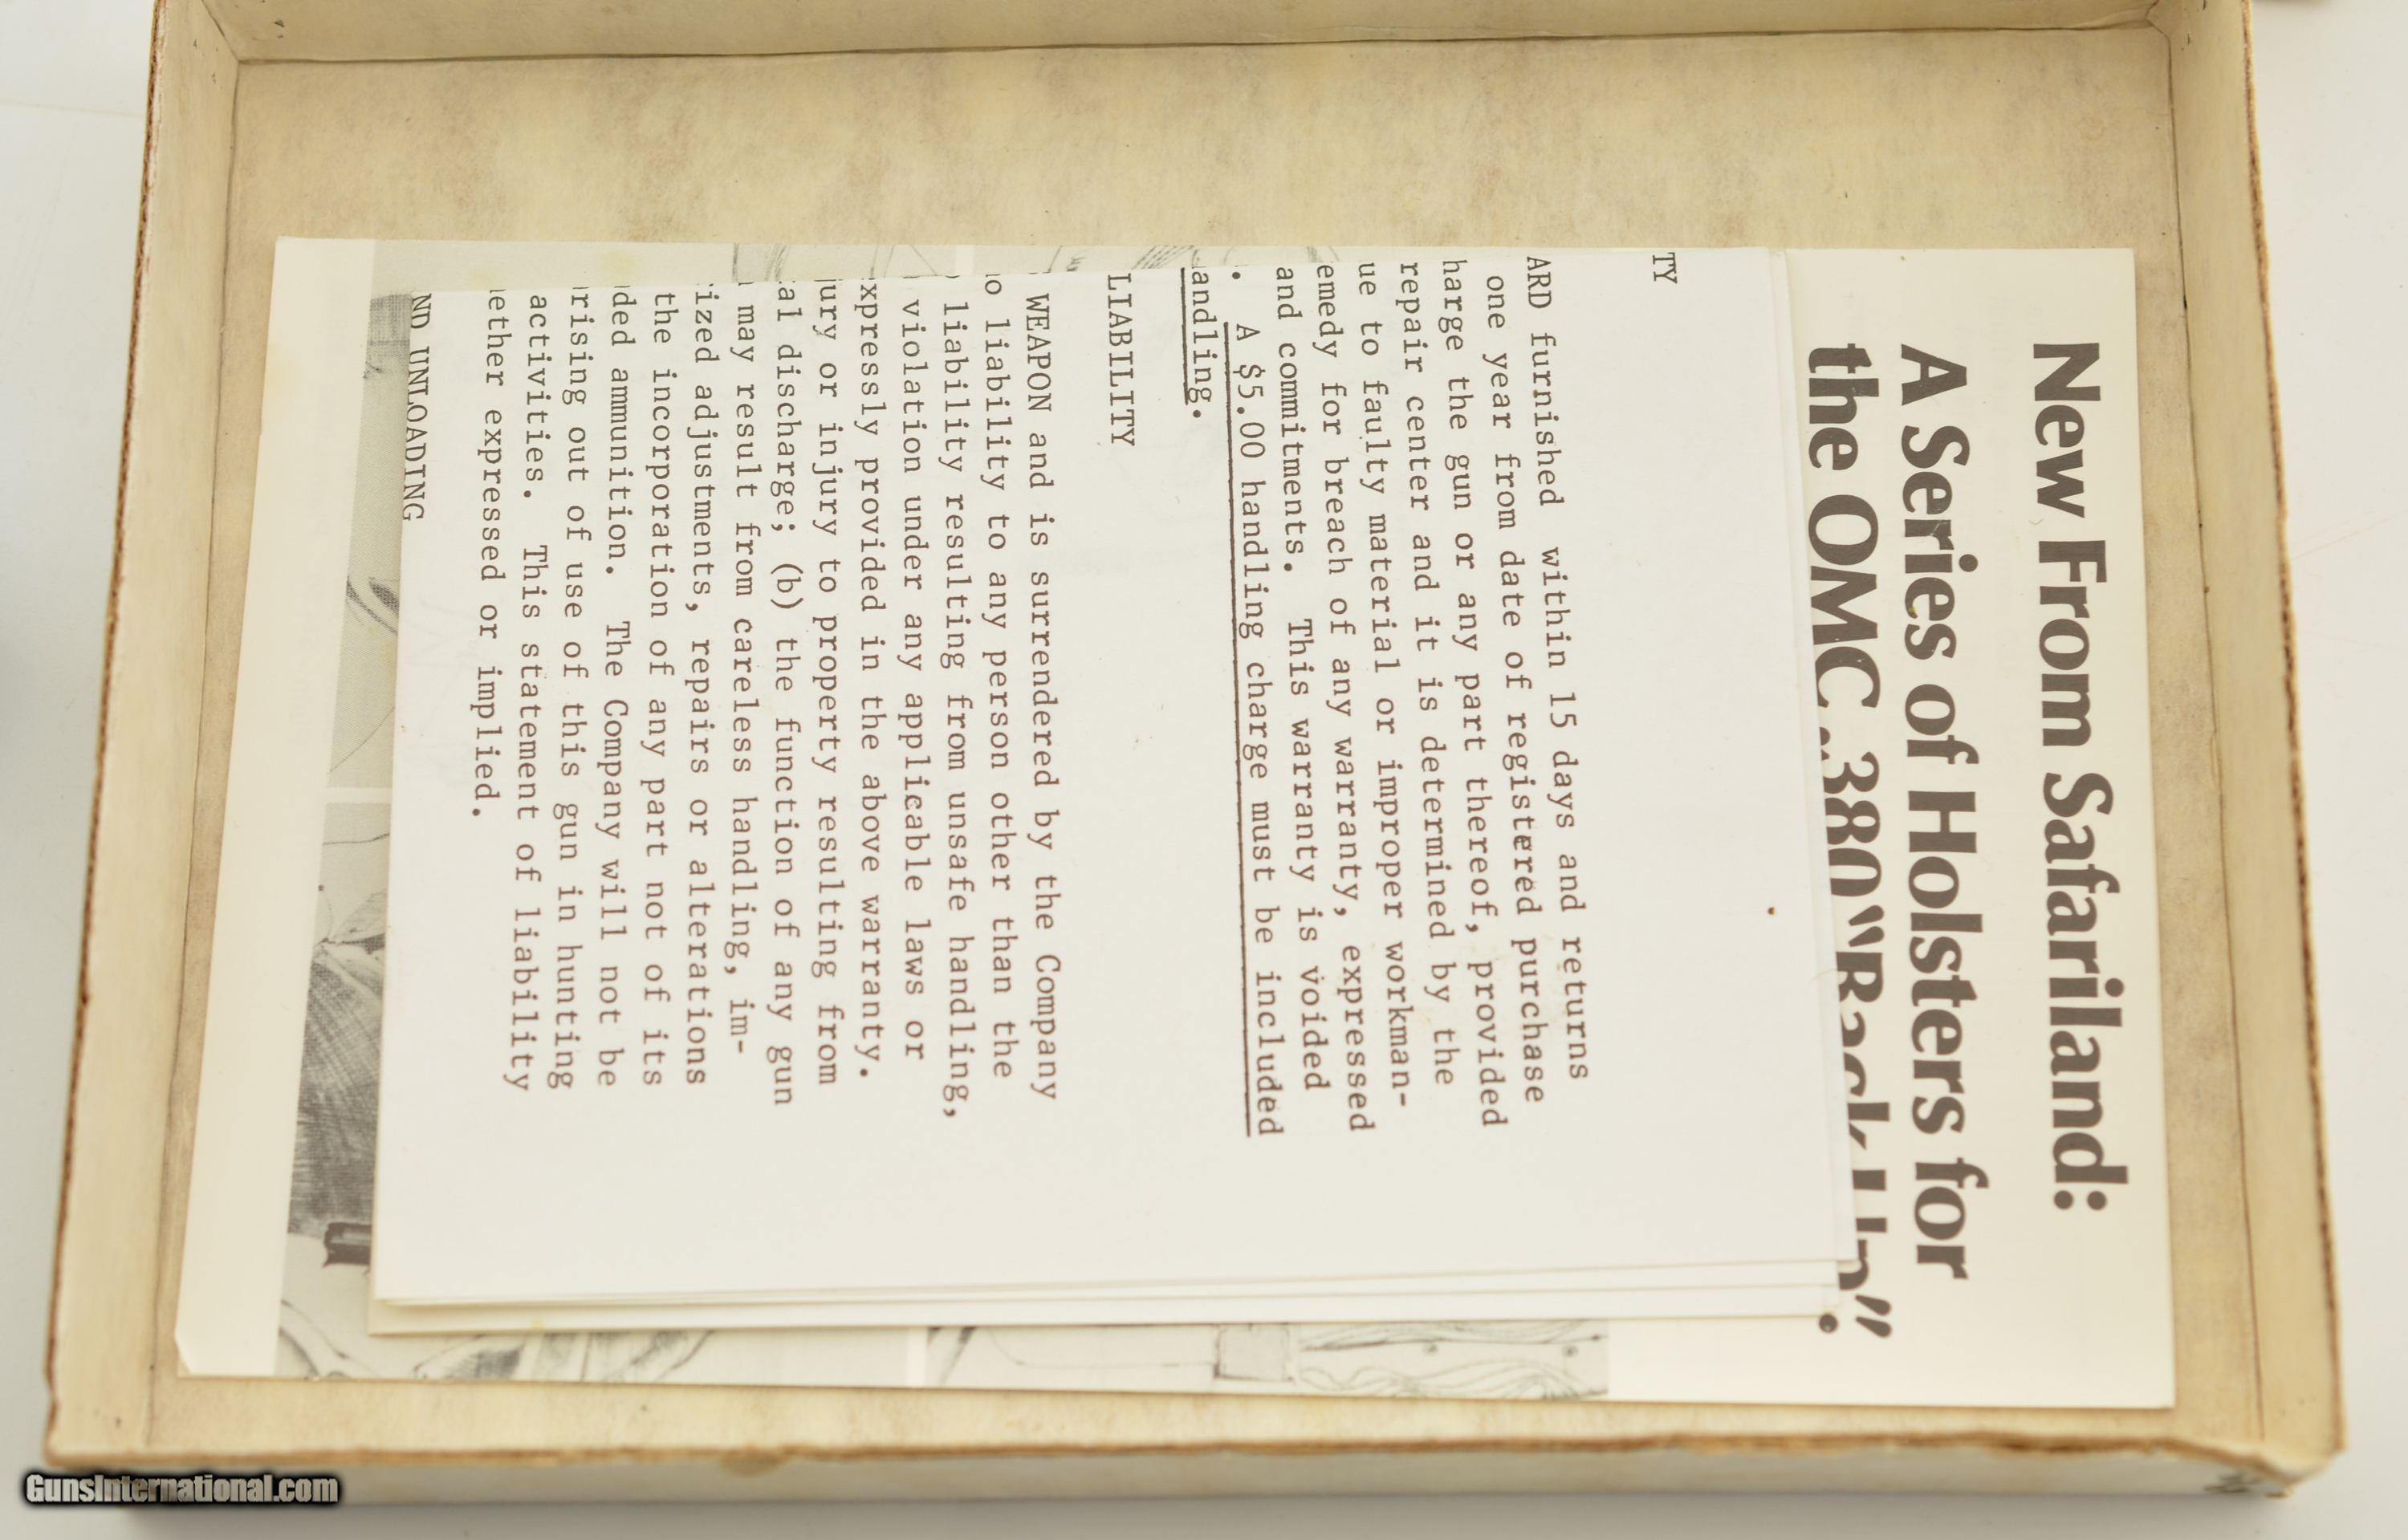 New From Safariland:
A Series of Holsters for
the OMC .380 "Back Up".
TY
ARD furnished within 15 days and returns
one year from date of registered purchase
harge the gun or any part thereof, provided
repair center and it is determined by the
ue to faulty material or improper workman-
emedy for breach of any warranty, expressed
and commitments. This warranty is voided
. A $5.00 handling charge must be included
andling.
LIABILITY
WEAPON and is surrendered by the Company
o liability to any person other than the
liability resulting from unsafe handling,
violation under any applicable laws or
xpressly provided in the above warranty.
jury or injury to property resulting from
al discharge; (b) the function of any gun
may result from careless handling, im-
ized adjustments, repairs or alterations
the incorporation of any part not of its
ded ammunition. The Company will not be
rising out of use of this gun in hunting
activities. This statement of liability
ether expressed or implied.
ND UNLOADING
GunsInternational.com